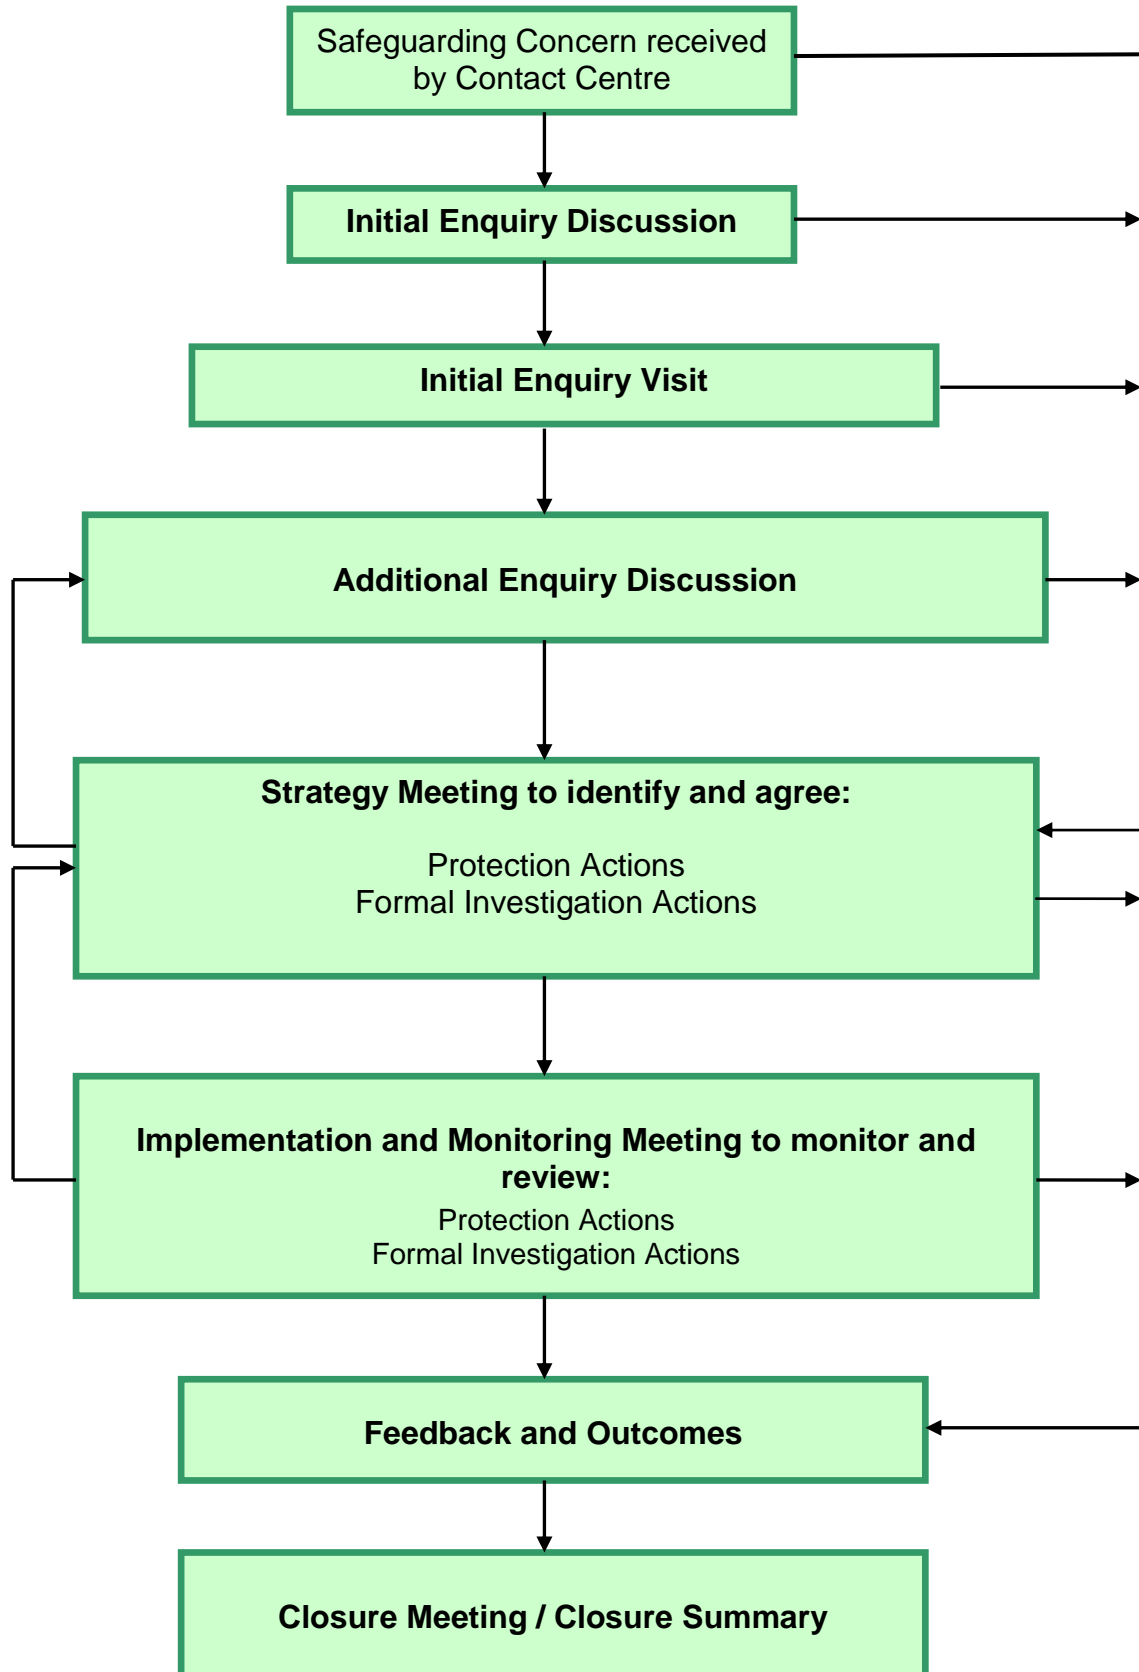 Safeguarding Concern received
by Contact Centre
Initial Enquiry Discussion
Initial Enquiry Visit
Additional Enquiry Discussion
Strategy Meeting to identify and agree:
Protection Actions
Formal Investigation Actions
Implementation and Monitoring Meeting to monitor and
review:
Protection Actions
Formal Investigation Actions
Feedback and Outcomes
Closure Meeting / Closure Summary